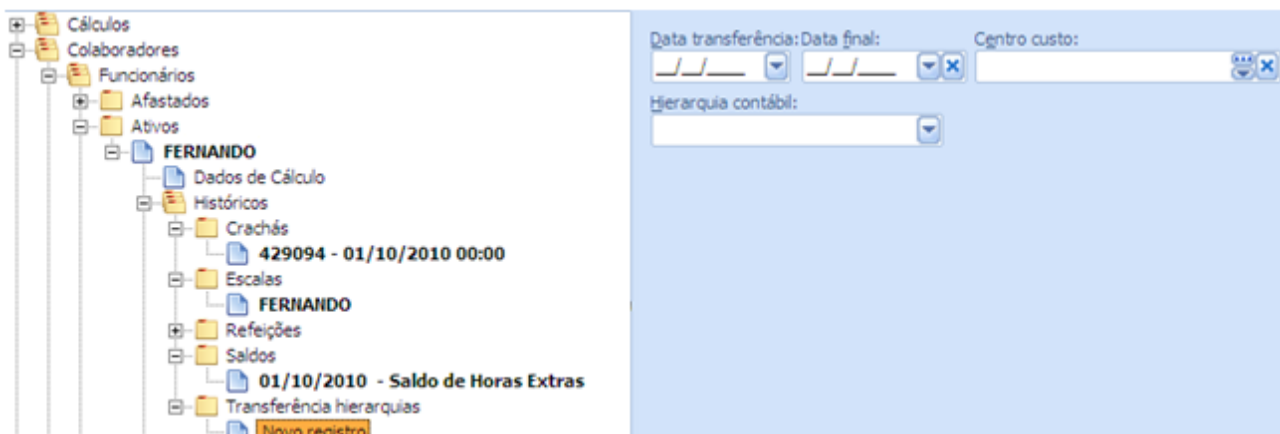 Cálculos
Colaboradores
Funcionários
Afastados
Ativos
FERNANDO
Dados de Cálculo
Históricos
Crachás
429094 - 01/10/2010 00:00
Escalas
FERNANDO
Refeições
Saldos
01/10/2010 - Saldo de Horas Extras
Transferência hierarquias
Novo registro
Data transferência: Data final: Centro custo:
__/__/____ __/__/____
Hierarquia contábil: